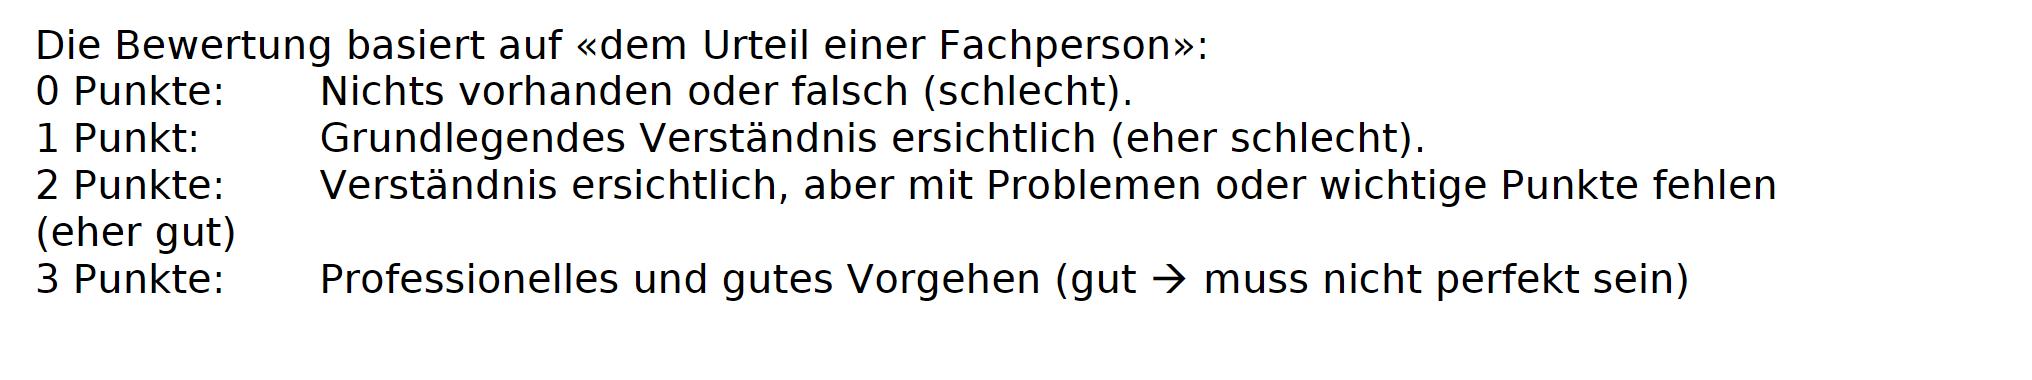 Die Bewertung basiert auf «dem Urteil einer Fachperson»:
0 Punkte: Nichts vorhanden oder falsch (schlecht).
1 Punkt: Grundlegendes Verständnis ersichtlich (eher schlecht).
2 Punkte: Verständnis ersichtlich, aber mit Problemen oder wichtige Punkte fehlen
(eher gut)
3 Punkte: Professionelles und gutes Vorgehen (gut → muss nicht perfekt sein)